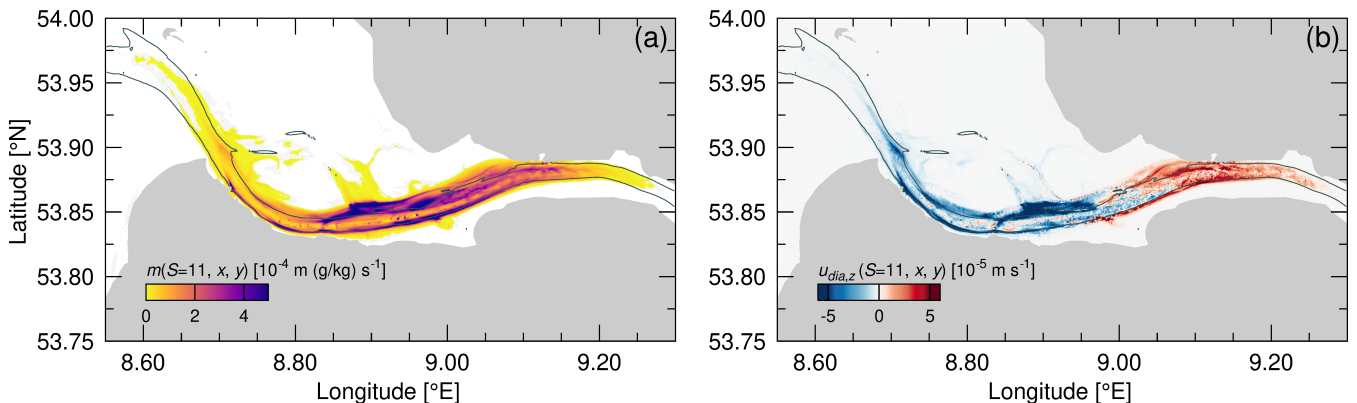 54.00
53.95
53.90
53.85
53.80
53.75
Latitude [°N]
(a)
m(S=11, x, y) [10⁻⁴ m (g/kg) s⁻¹]
0 2 4
8.60 8.80 9.00 9.20
Longitude [°E]
54.00
53.95
53.90
53.85
53.80
53.75
(b)
u_dia,z (S=11, x, y) [10⁻⁵ m s⁻¹]
-5 0 5
8.60 8.80 9.00 9.20
Longitude [°E]